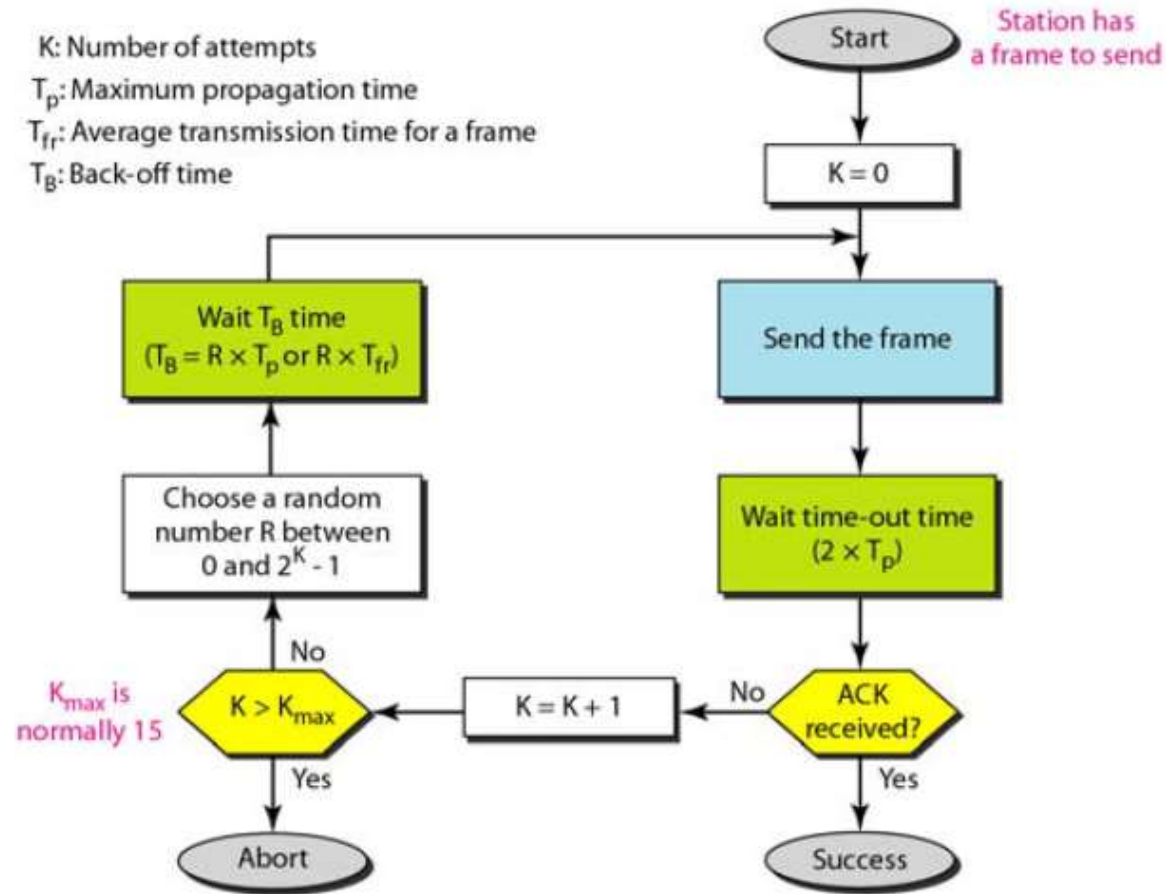 K: Number of attempts
Tp: Maximum propagation time
Tfr: Average transmission time for a frame
TB: Back-off time
Start
Station has
a frame to send
K = 0
Wait TB time
(TB = R × Tp or R × Tfr)
Send the frame
Choose a random
number R between
0 and 2^K - 1
Wait time-out time
(2 × Tp)
No
Kmax is
normally 15
K > Kmax
K = K + 1
No
ACK
received?
Yes
Yes
Abort
Success